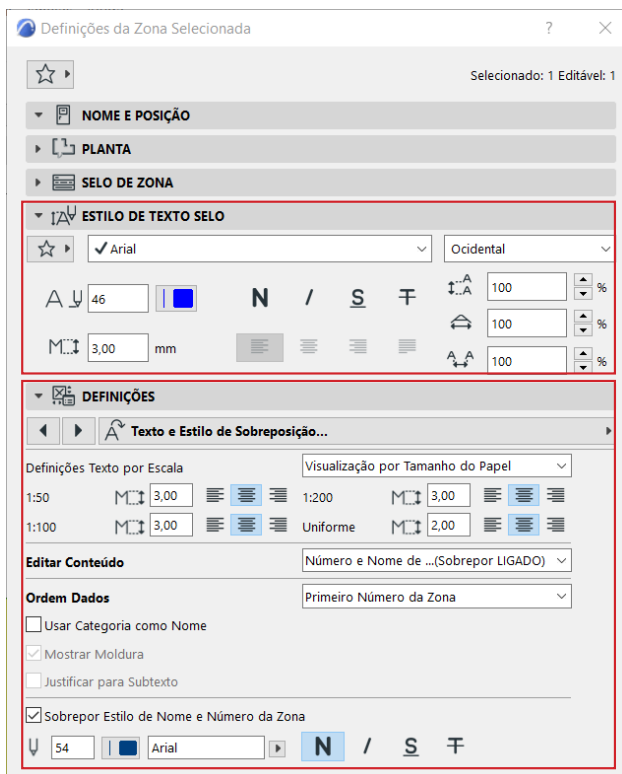 Definições da Zona Selecionada ?
Selecionado: 1 Editável: 1
NOME E POSIÇÃO
PLANTA
SELO DE ZONA
ESTILO DE TEXTO SELO
Arial Ocidental
46 N I S T 100 %
100 %
M 3,00 mm 100 %
DEFINIÇÕES
Texto e Estilo de Sobreposição...
Definições Texto por Escala Visualização por Tamanho do Papel
1:50 M 3,00 1:200 M 3,00
1:100 M 3,00 Uniforme M 2,00
Editar Conteúdo Número e Nome de ...(Sobrepor LIGADO)
Ordem Dados Primeiro Número da Zona
Usar Categoria como Nome
Mostrar Moldura
Justificar para Subtexto
Sobrepor Estilo de Nome e Número da Zona
54 Arial N I S T